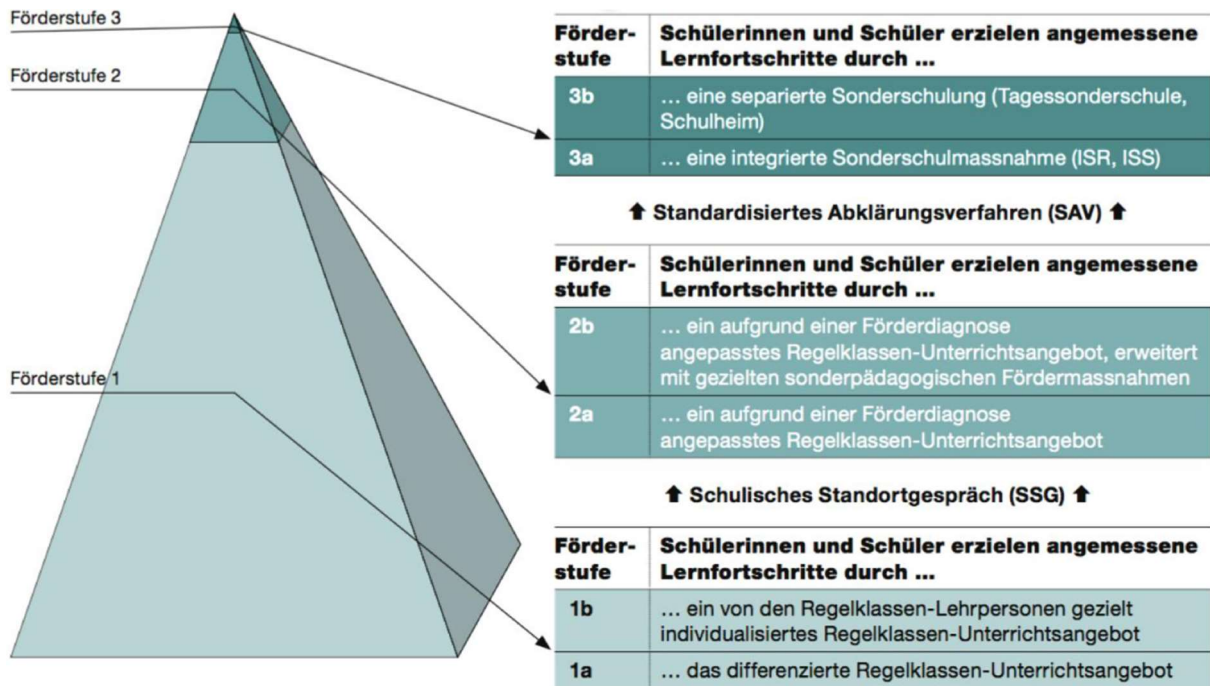 Förderstufe 3
Förderstufe 2
Förderstufe 1
Förder-
stufe
Schülerinnen und Schüler erzielen angemessene
Lernfortschritte durch ...
3b
... eine separierte Sonderschulung (Tagessonderschule,
Schulheim)
3a
... eine integrierte Sonderschulmassnahme (ISR, ISS)
⬆ Standardisiertes Abklärungsverfahren (SAV) ⬆
Förder-
stufe
Schülerinnen und Schüler erzielen angemessene
Lernfortschritte durch ...
2b
... ein aufgrund einer Förderdiagnose
angepasstes Regelklassen-Unterrichtsangebot, erweitert
mit gezielten sonderpädagogischen Fördermassnahmen
2a
... ein aufgrund einer Förderdiagnose
angepasstes Regelklassen-Unterrichtsangebot
⬆ Schulisches Standortgespräch (SSG) ⬆
Förder-
stufe
Schülerinnen und Schüler erzielen angemessene
Lernfortschritte durch ...
1b
... ein von den Regelklassen-Lehrpersonen gezielt
individualisiertes Regelklassen-Unterrichtsangebot
1a
... das differenzierte Regelklassen-Unterrichtsangebot